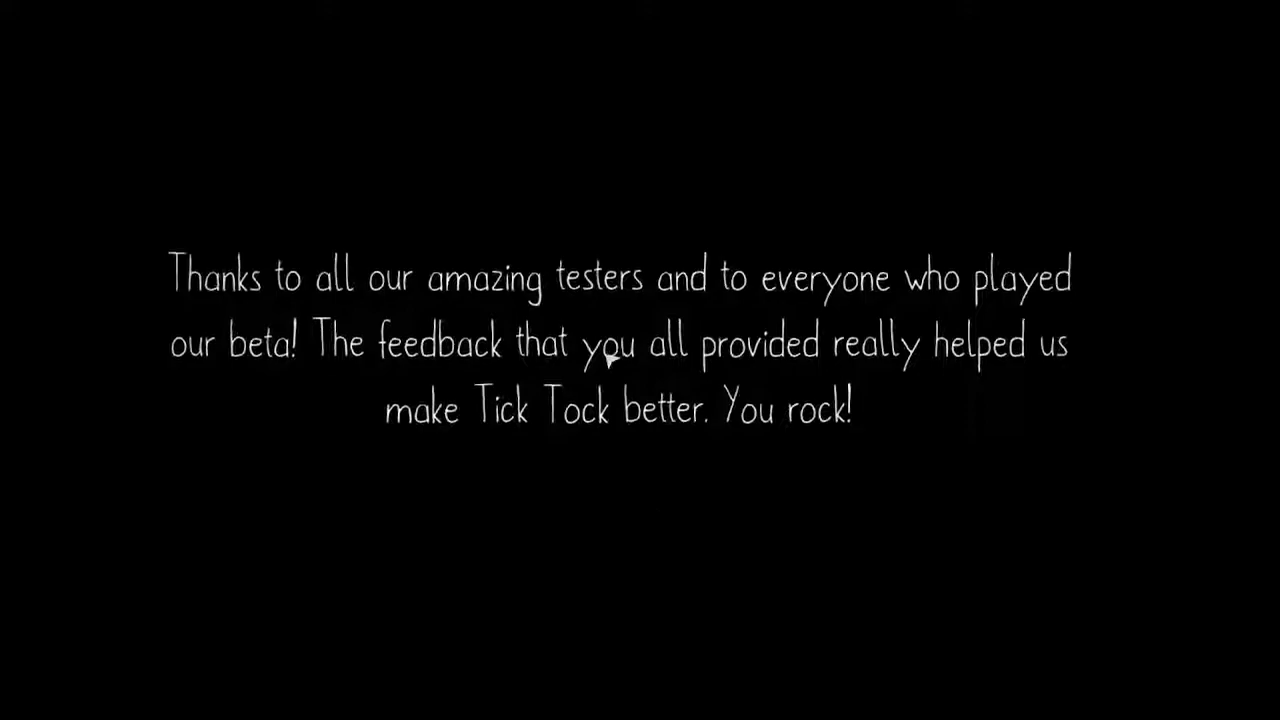 Thanks to all our amazing testers and to everyone who played
our beta! The feedback that you all provided really helped us
make Tick Tock better. You rock!